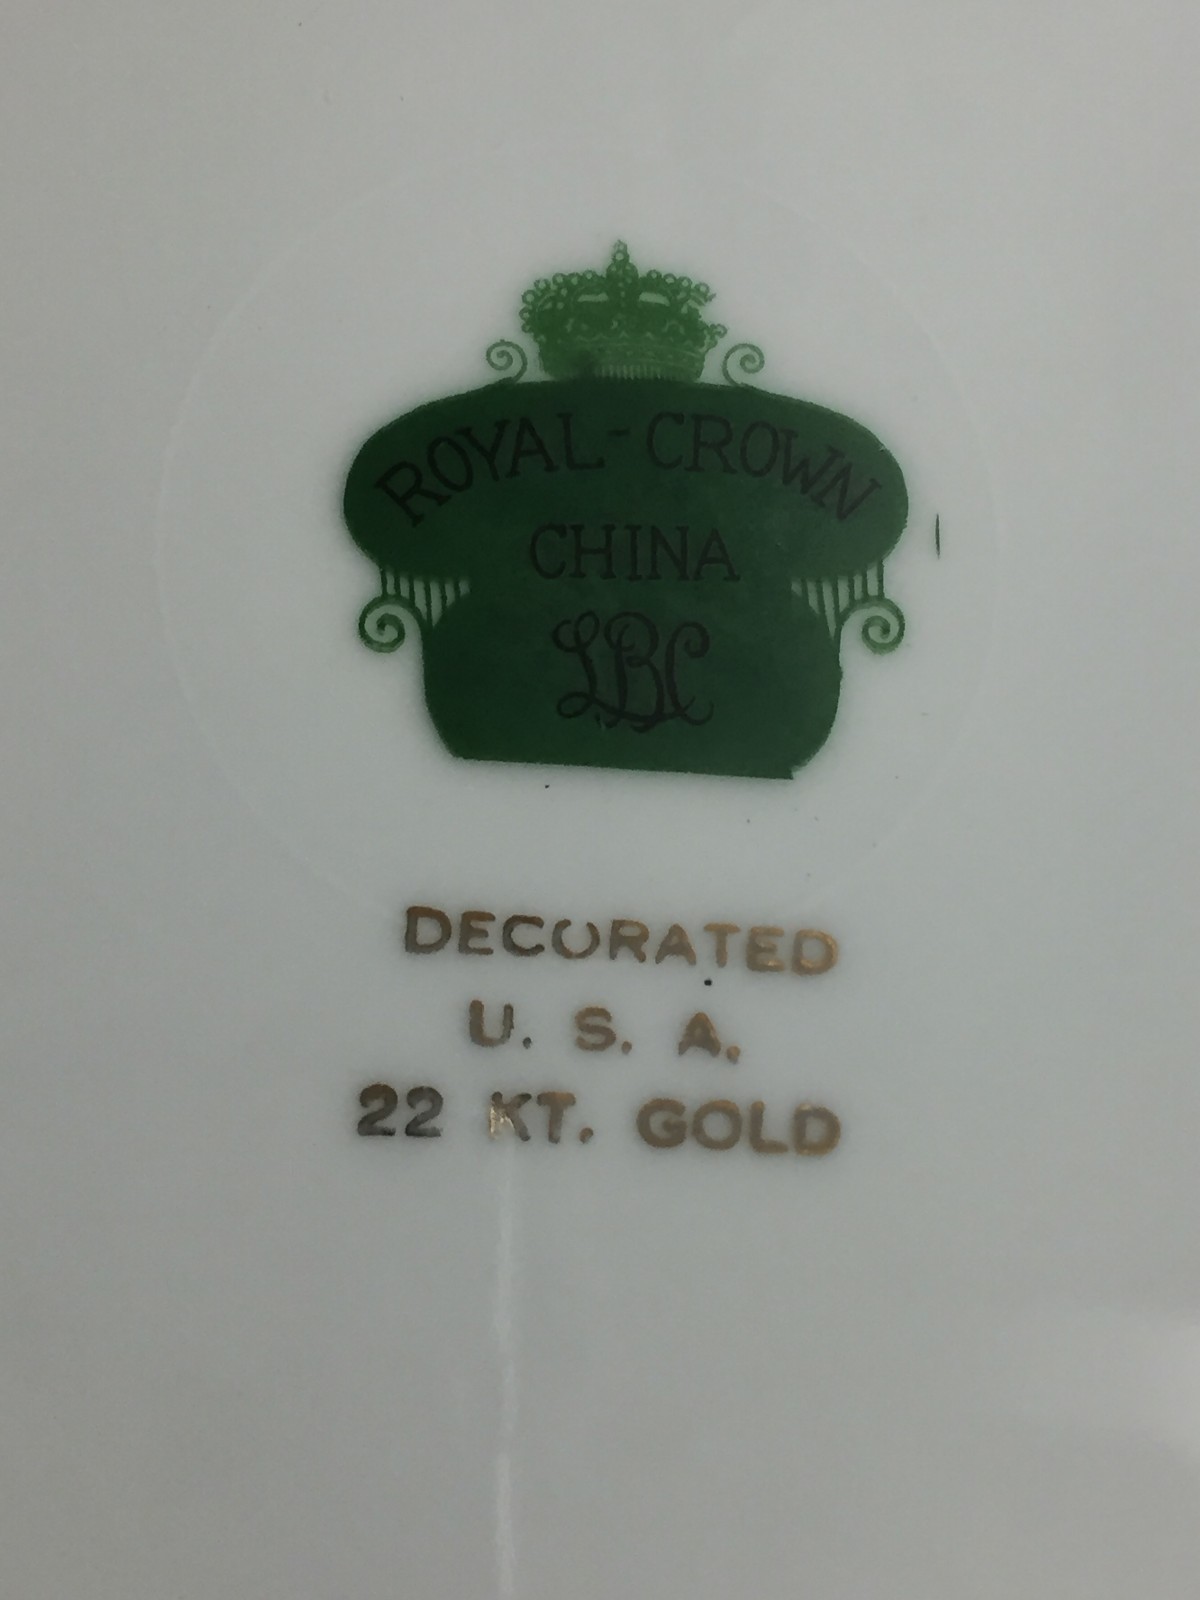 ROYAL-CROWN
CHINA
LBC
DECORATED
U. S. A.
22 KT. GOLD